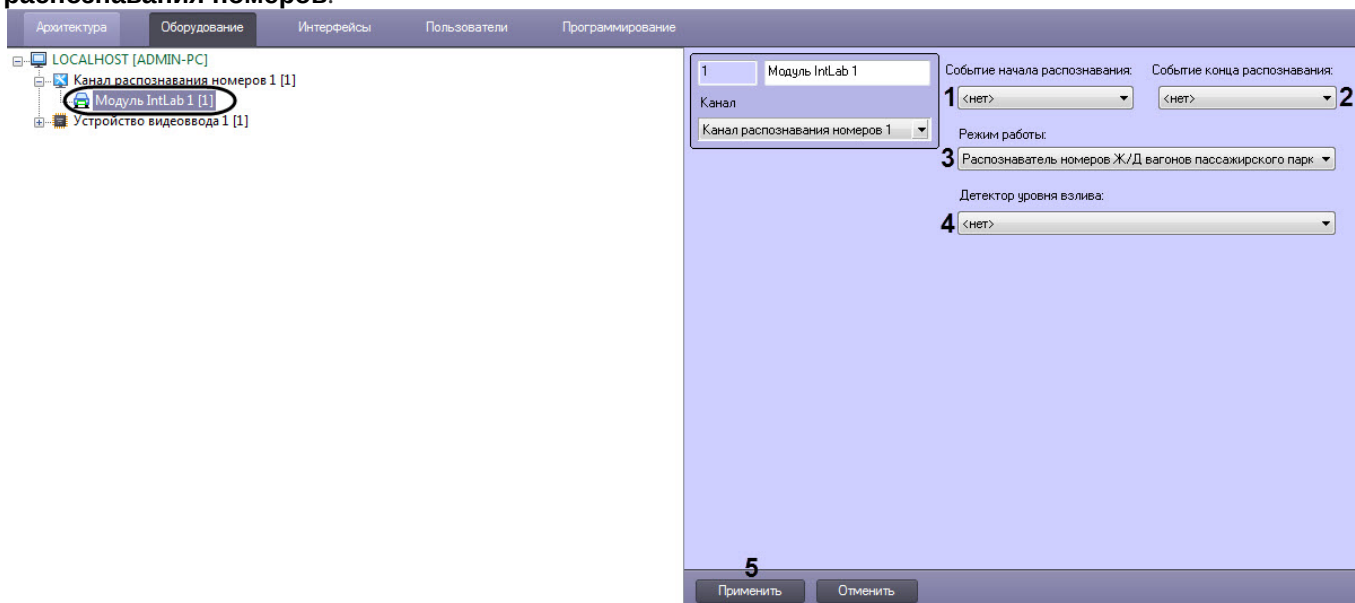 распознавания номеров.
Архитектура Оборудование Интерфейсы Пользователи Программирование
LOCALHOST [ADMIN-PC]
Канал распознавания номеров 1 [1]
Модуль IntLab 1 [1]
Устройство видеоввода 1 [1]
1 Модуль IntLab 1
Канал
Канал распознавания номеров 1
Событие начала распознавания: Событие конца распознавания:
1 <нет> <нет> 2
Режим работы:
3 Распознаватель номеров Ж/Д вагонов пассажирского парк
Детектор уровня взлива:
4 <нет>
5
Применить Отменить